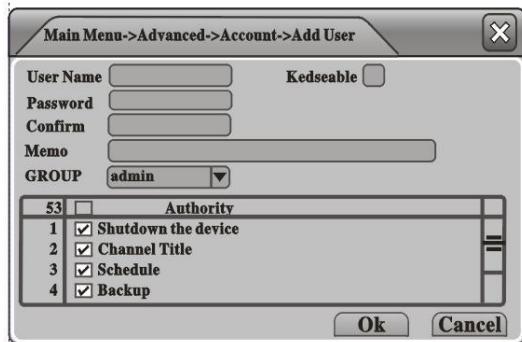 Main Menu->Advanced->Account->Add User
User Name Kedseable
Password
Confirm
Memo
GROUP admin
53 Authority
1 Shutdown the device
2 Channel Title
3 Schedule
4 Backup
Ok Cancel